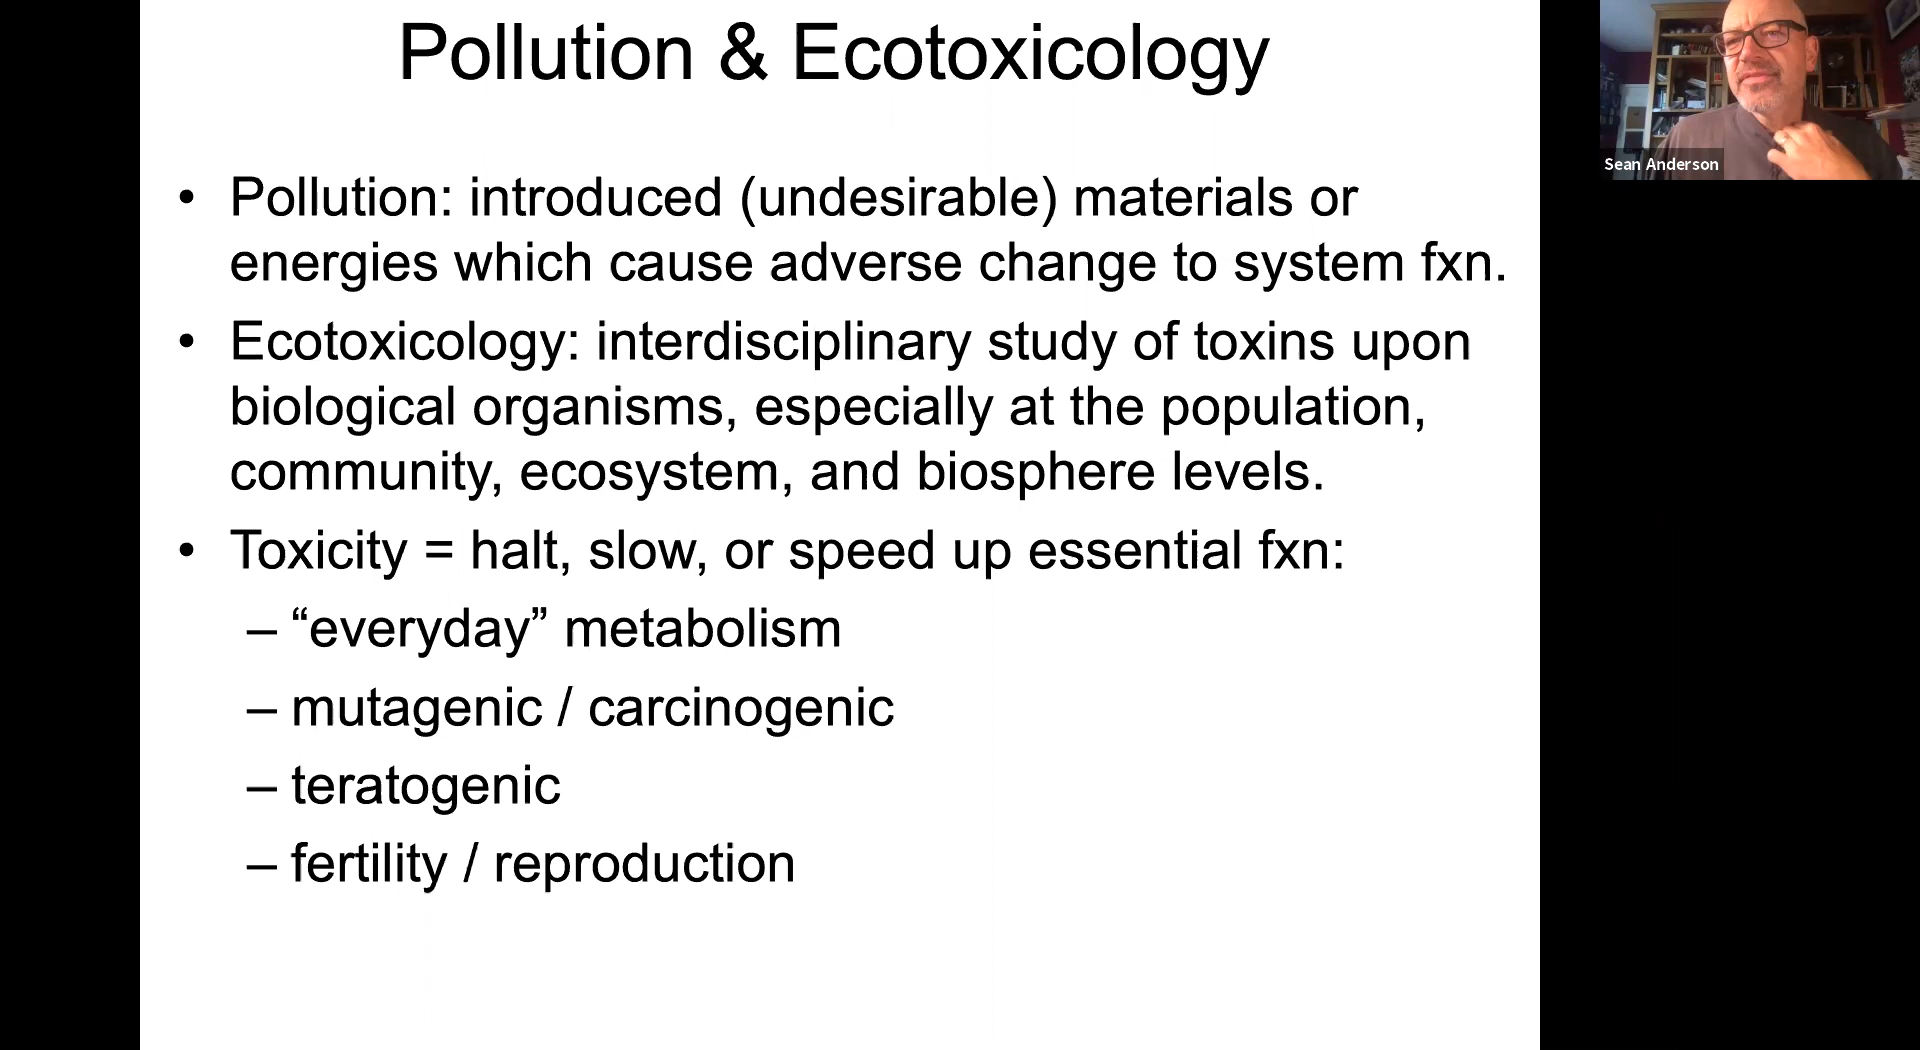 Pollution & Ecotoxicology
• Pollution: introduced (undesirable) materials or
energies which cause adverse change to system fxn.
• Ecotoxicology: interdisciplinary study of toxins upon
biological organisms, especially at the population,
community, ecosystem, and biosphere levels.
• Toxicity = halt, slow, or speed up essential fxn:
– “everyday” metabolism
– mutagenic / carcinogenic
– teratogenic
– fertility / reproduction
Sean Anderson